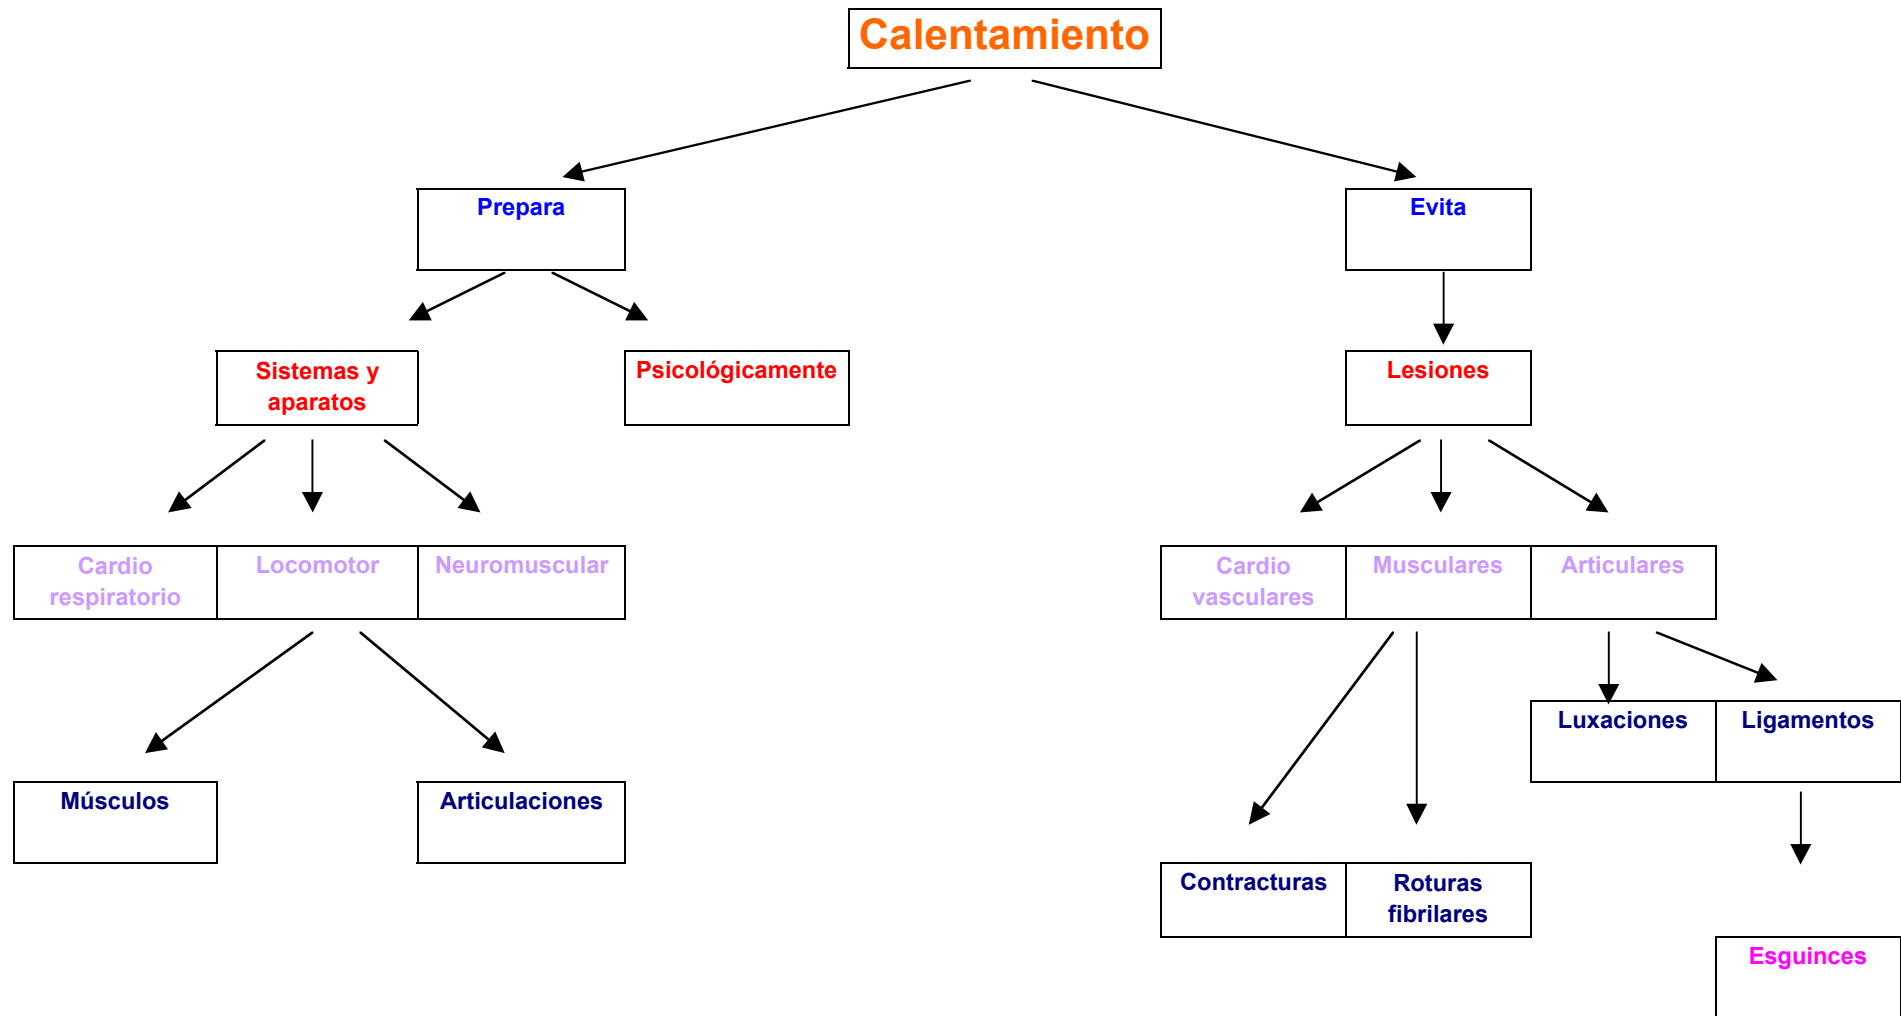 Calentamiento
Prepara
Evita
Sistemas y
aparatos
Psicológicamente
Lesiones
Cardio
respiratorio
Locomotor
Neuromuscular
Cardio
vasculares
Musculares
Articulares
Luxaciones
Ligamentos
Músculos
Articulaciones
Contracturas
Roturas
fibrilares
Esguinces